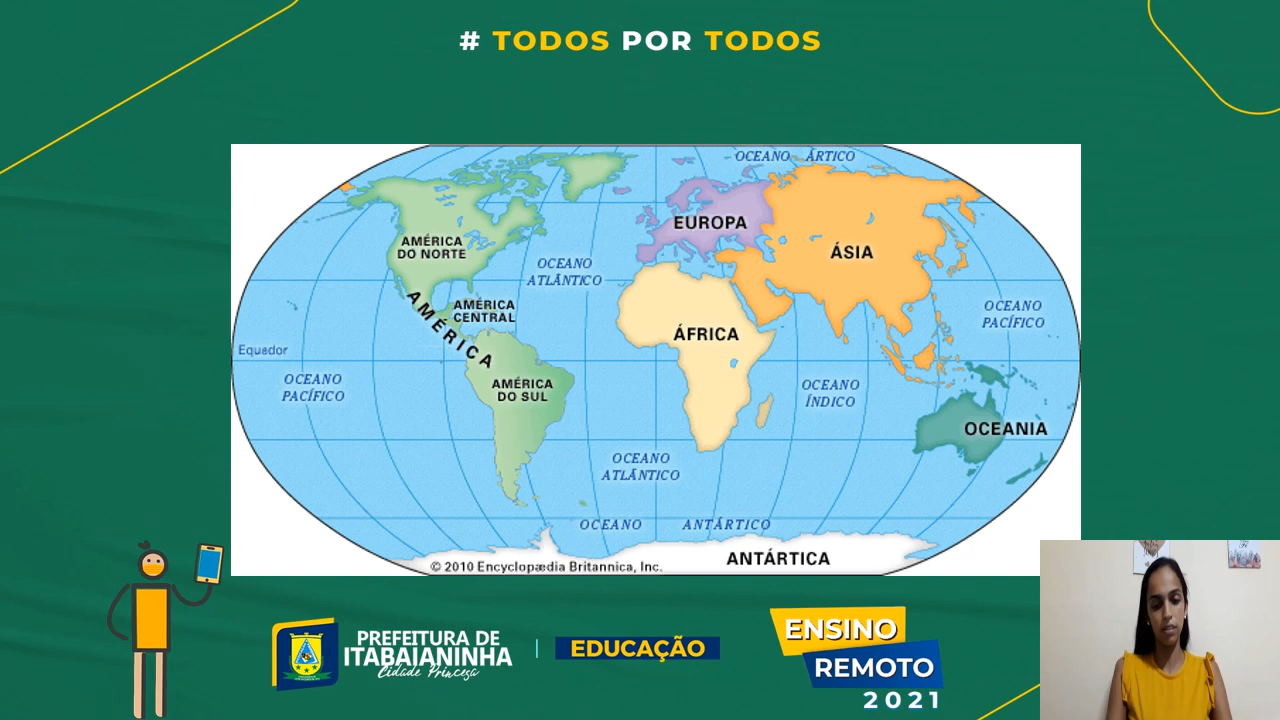 # TODOS POR TODOS
OCEANO ÁRTICO
EUROPA
ÁSIA
AMÉRICA
DO NORTE
OCEANO
ATLÂNTICO
AMÉRICA
CENTRAL
AMÉRICA
OCEANO
PACÍFICO
ÁFRICA
Equador
OCEANO
PACÍFICO
AMÉRICA
DO SUL
OCEANO
ÍNDICO
OCEANIA
OCEANO
ATLÂNTICO
OCEANO ANTÁRTICO
ANTÁRTICA
© 2010 Encyclopædia Britannica, Inc.
PREFEITURA DE
ITABAIANINHA
Cidade Princesa
EDUCAÇÃO
ENSINO
REMOTO
2021